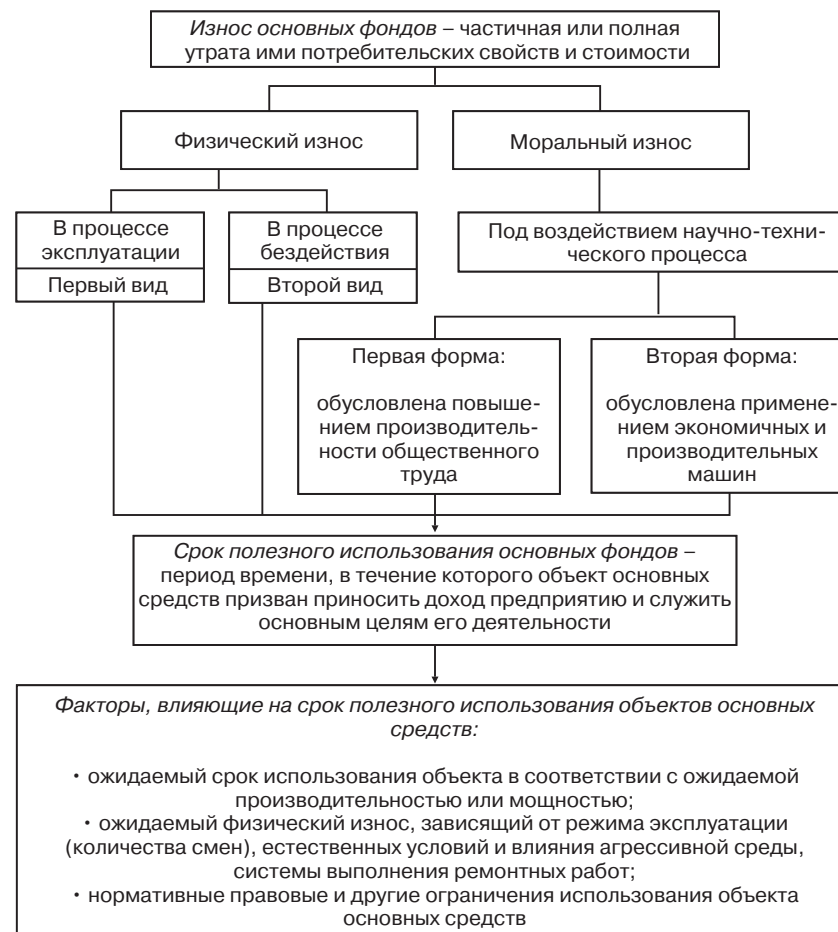 Износ основных фондов – частичная или полная
утрата ими потребительских свойств и стоимости
Физический износ
Моральный износ
В процессе
эксплуатации
Первый вид
В процессе
бездействия
Второй вид
Под воздействием научно-техни-
ческого процесса
Первая форма:
обусловлена повыше-
нием производитель-
ности общественного
труда
Вторая форма:
обусловлена примене-
нием экономичных и
производительных
машин
Срок полезного использования основных фондов –
период времени, в течение которого объект основных
средств призван приносить доход предприятию и служить
основным целям его деятельности
Факторы, влияющие на срок полезного использования объектов основных
средств:
• ожидаемый срок использования объекта в соответствии с ожидаемой
производительностью или мощностью;
• ожидаемый физический износ, зависящий от режима эксплуатации
(количества смен), естественных условий и влияния агрессивной среды,
системы выполнения ремонтных работ;
• нормативные правовые и другие ограничения использования объекта
основных средств